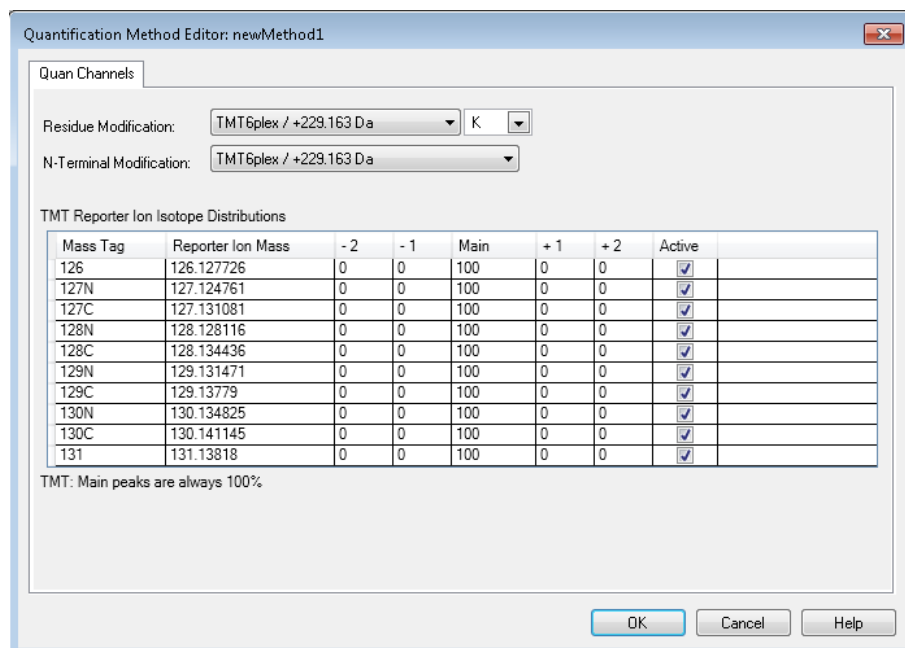 Quantification Method Editor: newMethod1
Quan Channels
Residue Modification: TMT6plex / +229.163 Da K
N-Terminal Modification: TMT6plex / +229.163 Da
TMT Reporter Ion Isotope Distributions
Mass Tag Reporter Ion Mass - 2 - 1 Main + 1 + 2 Active
126 126.127726 0 0 100 0 0
127N 127.124761 0 0 100 0 0
127C 127.131081 0 0 100 0 0
128N 128.128116 0 0 100 0 0
128C 128.134436 0 0 100 0 0
129N 129.131471 0 0 100 0 0
129C 129.13779 0 0 100 0 0
130N 130.134825 0 0 100 0 0
130C 130.141145 0 0 100 0 0
131 131.13818 0 0 100 0 0
TMT: Main peaks are always 100%
OK Cancel Help